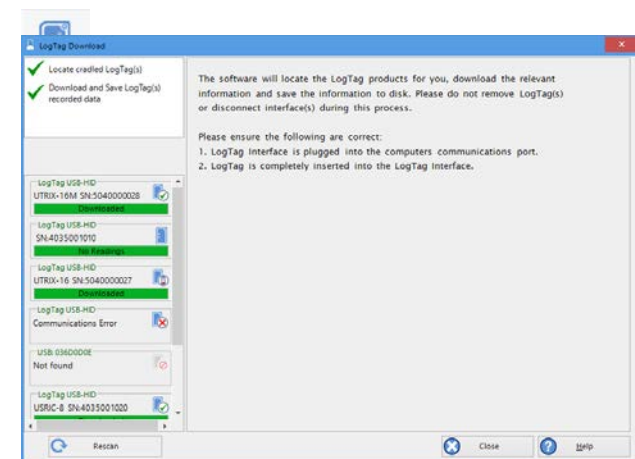 LogTag Download
Locate cradled LogTag(s)
Download and Save LogTag(s)
recorded data
The software will locate the LogTag products for you, download the relevant
information and save the information to disk. Please do not remove LogTag(s)
or disconnect interface(s) during this process.
Please ensure the following are correct:
1. LogTag Interface is plugged into the computers communications port.
2. LogTag is completely inserted into the LogTag Interface.
LogTag USB-HID
UTRIX-16M SN:5040000028
Downloaded
LogTag USB-HID
SN:4035001010
No Readings
LogTag USB-HID
UTRIX-16 SN:5040000027
Downloaded
LogTag USB-HID
Communications Error
USB 036D0D0E
Not found
LogTag USB-HID
USRIC-8 SN:4035001020
Rescan
Close
Help